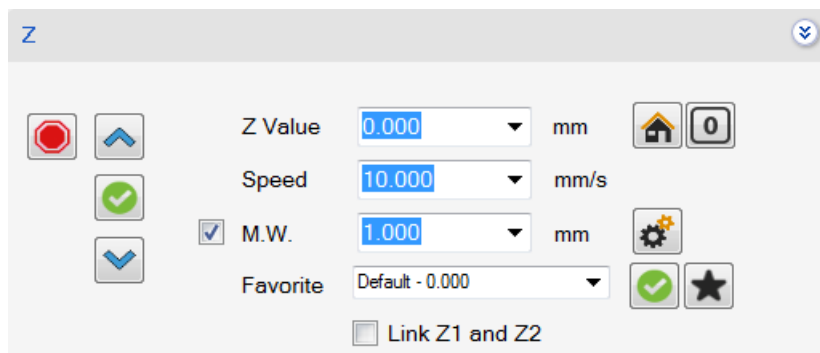 Z
Z Value 0.000 mm 0
Speed 10.000 mm/s
M.W. 1.000 mm
Favorite Default - 0.000
Link Z1 and Z2